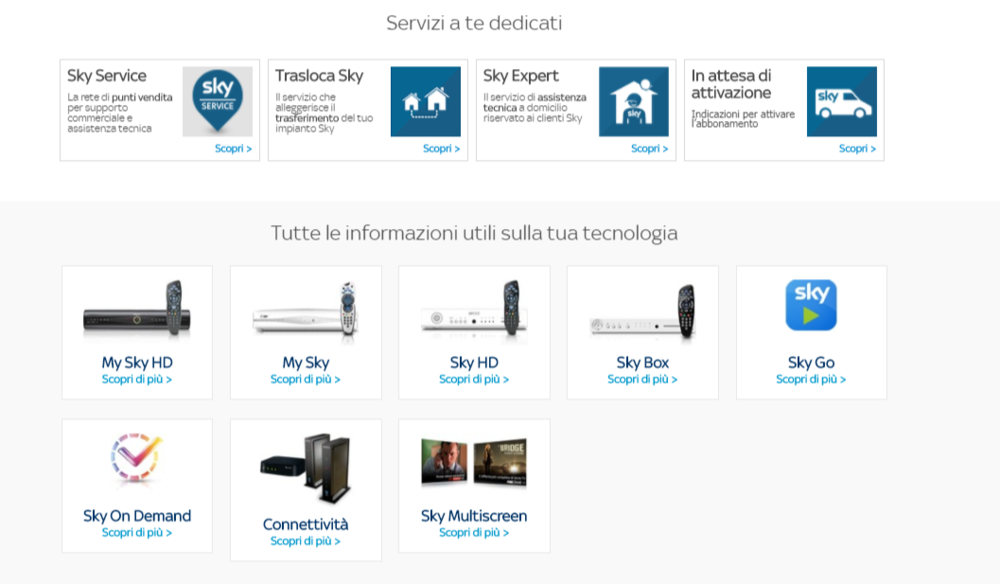 Servizi a te dedicati
Sky Service
La rete di punti vendita
per supporto
commerciale e
assistenza tecnica
sky
SERVICE
Scopri >
Trasloca Sky
Il servizio che
alleggerisce il
trasferimento del tuo
impianto Sky
Scopri >
Sky Expert
Il servizio di assistenza
tecnica a domicilio
riservato ai clienti Sky
sky
Scopri >
In attesa di
attivazione
Indicazioni per attivare
l'abbonamento
sky
Scopri >
Tutte le informazioni utili sulla tua tecnologia
My Sky HD
Scopri di più >
My Sky
Scopri di più >
Sky HD
Scopri di più >
Sky Box
Scopri di più >
sky
Sky Go
Scopri di più >
Sky On Demand
Scopri di più >
Connettività
Scopri di più >
BRIDGE
Sky Multiscreen
Scopri di più >